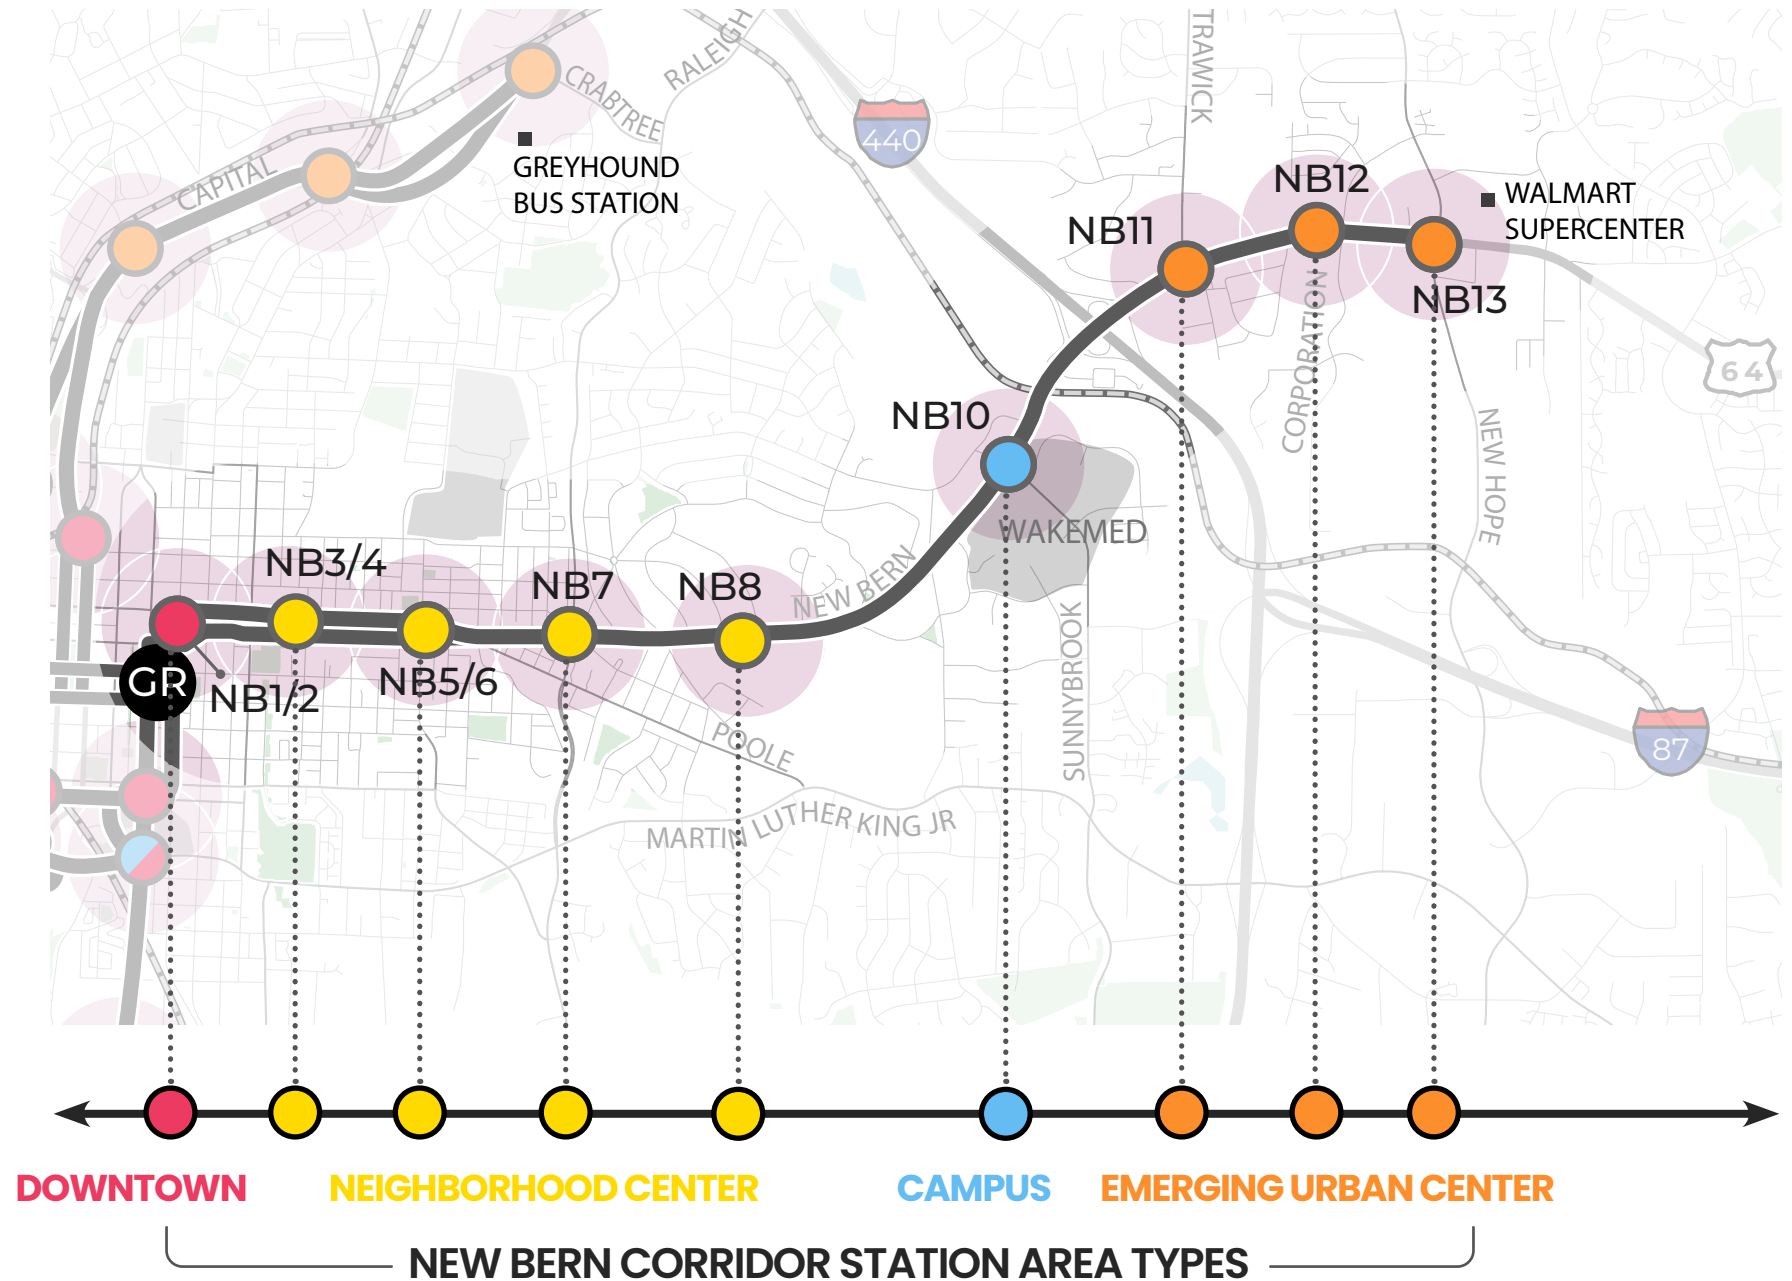 RALEIGH
CRABTREE
TRAWICK
440
CAPITAL
GREYHOUND
BUS STATION
NB12
WALMART
SUPERCENTER
NB11
NB13
CORPORATION
64
NB10
NEW HOPE
WAKEMED
NB3/4
NB7
NB8
NEW BERN
SUNNYBROOK
GR
NB1/2
NB5/6
POOLE
87
MARTIN LUTHER KING JR
DOWNTOWN
NEIGHBORHOOD CENTER
CAMPUS
EMERGING URBAN CENTER
NEW BERN CORRIDOR STATION AREA TYPES